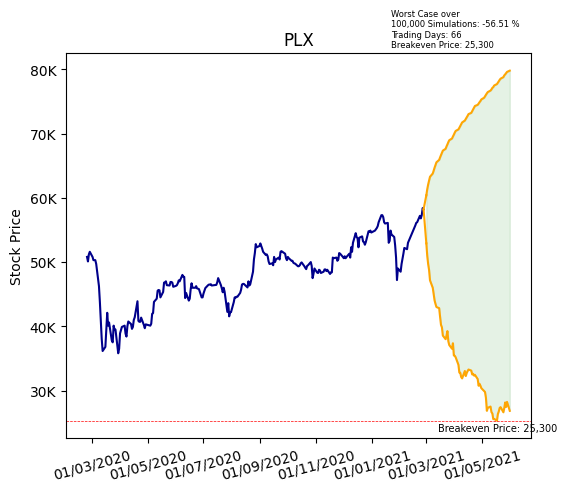 Worst Case over
100,000 Simulations: -56.51 %
Trading Days: 66
Breakeven Price: 25,300
PLX
80K
70K
60K
50K
40K
30K
Stock Price
Breakeven Price: 25,300
01/03/2020 01/05/2020 01/07/2020 01/09/2020 01/11/2020 01/01/2021 01/03/2021 01/05/2021